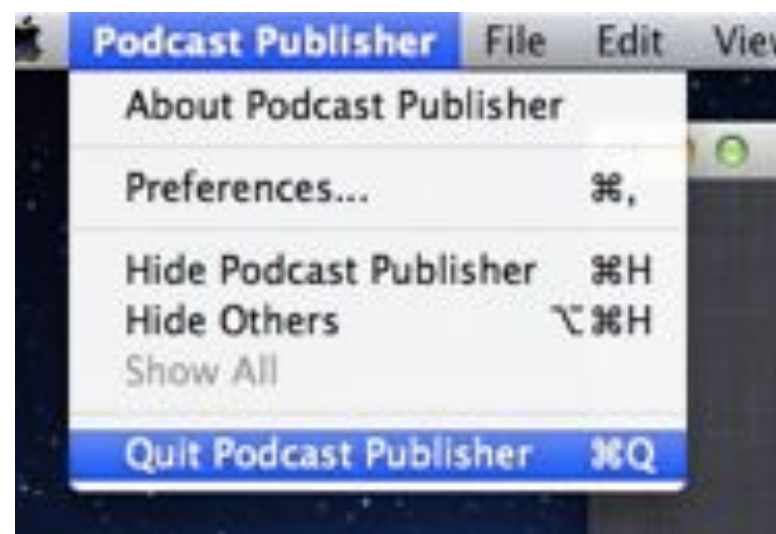 Podcast Publisher File Edit
About Podcast Publisher
Preferences... ⌘,
Hide Podcast Publisher ⌘H
Hide Others ⌥⌘H
Show All
Quit Podcast Publisher ⌘Q